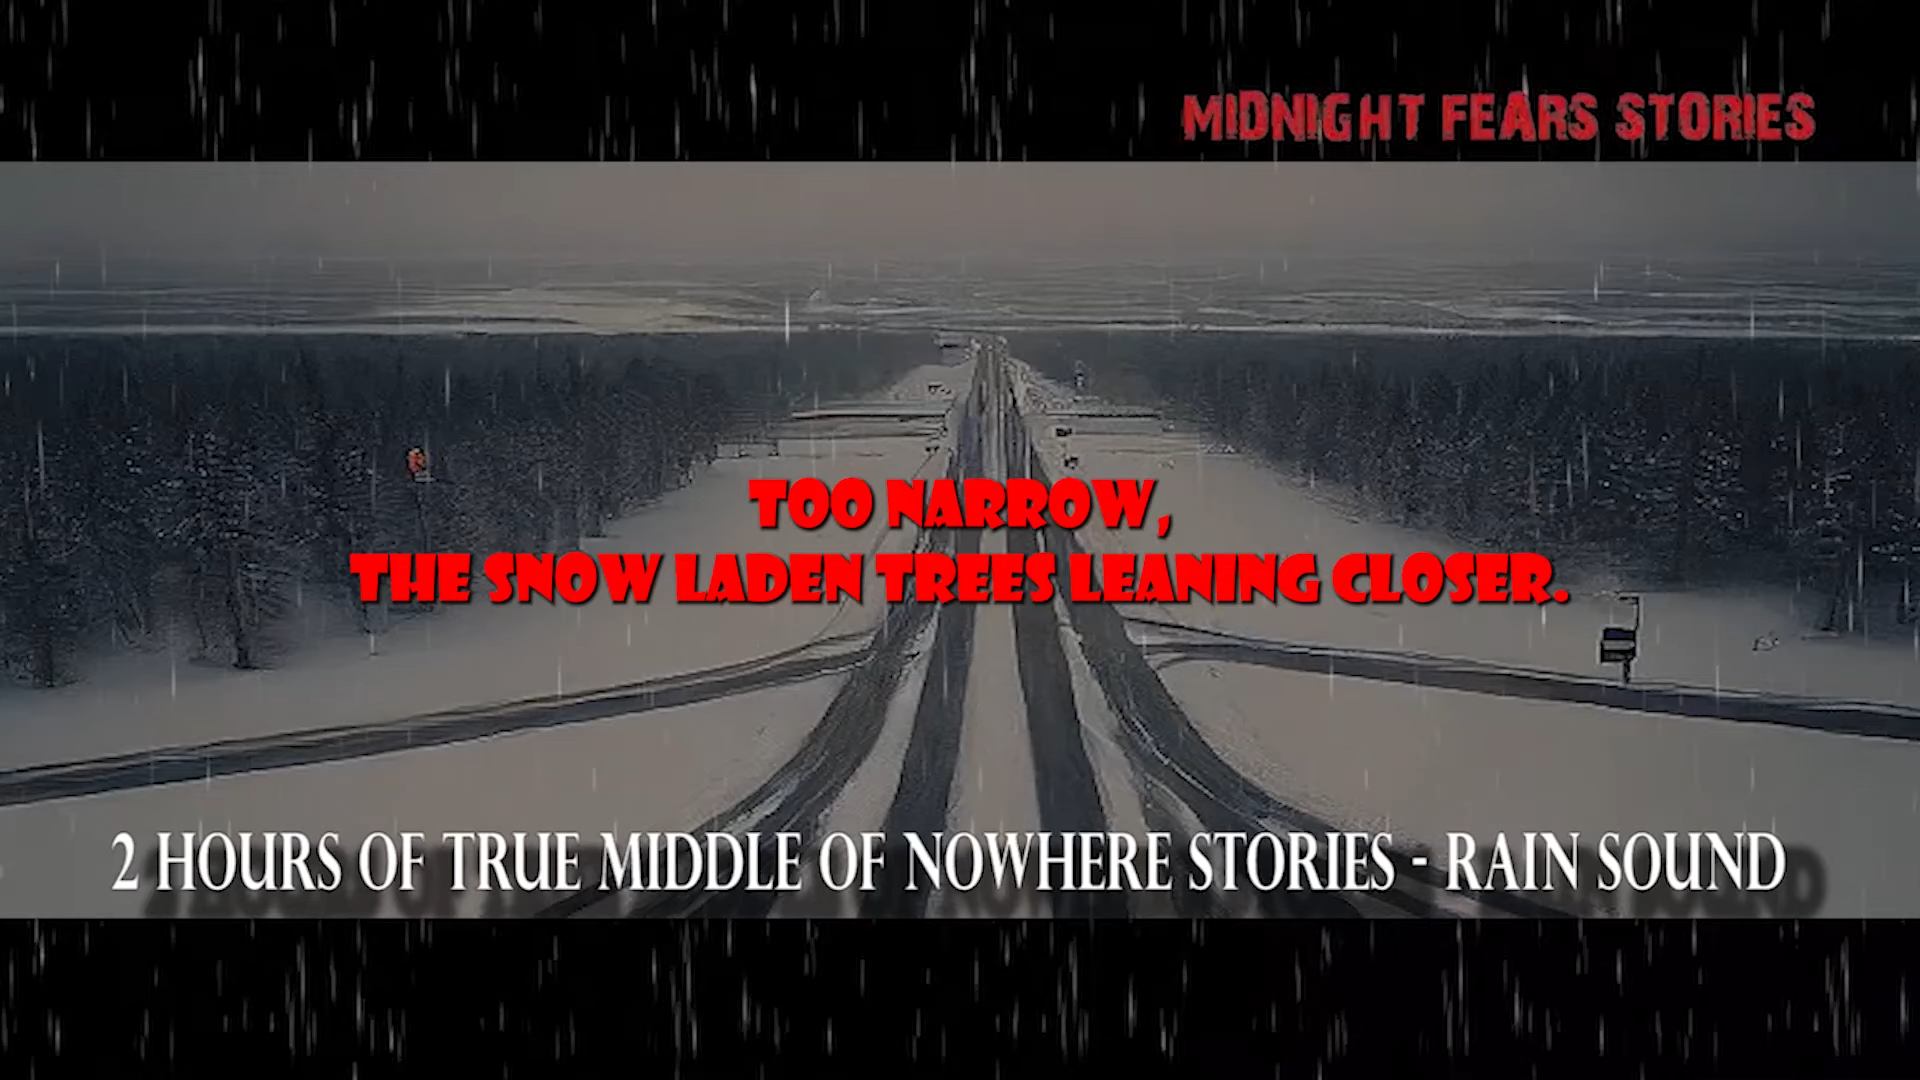 MIDNIGHT FEARS STORIES
TOO NARROW,
THE SNOW LADEN TREES LEANING CLOSER.
2 HOURS OF TRUE MIDDLE OF NOWHERE STORIES - RAIN SOUND